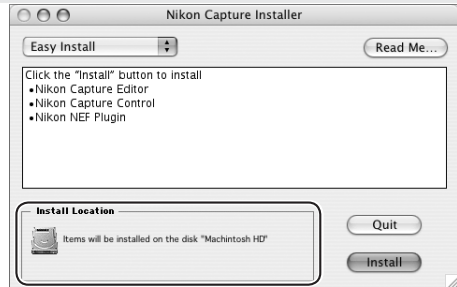 Nikon Capture Installer
Easy Install
Read Me...
Click the "Install" button to install
•Nikon Capture Editor
•Nikon Capture Control
•Nikon NEF Plugin
Install Location
Items will be installed on the disk "Machintosh HD"
Quit
Install